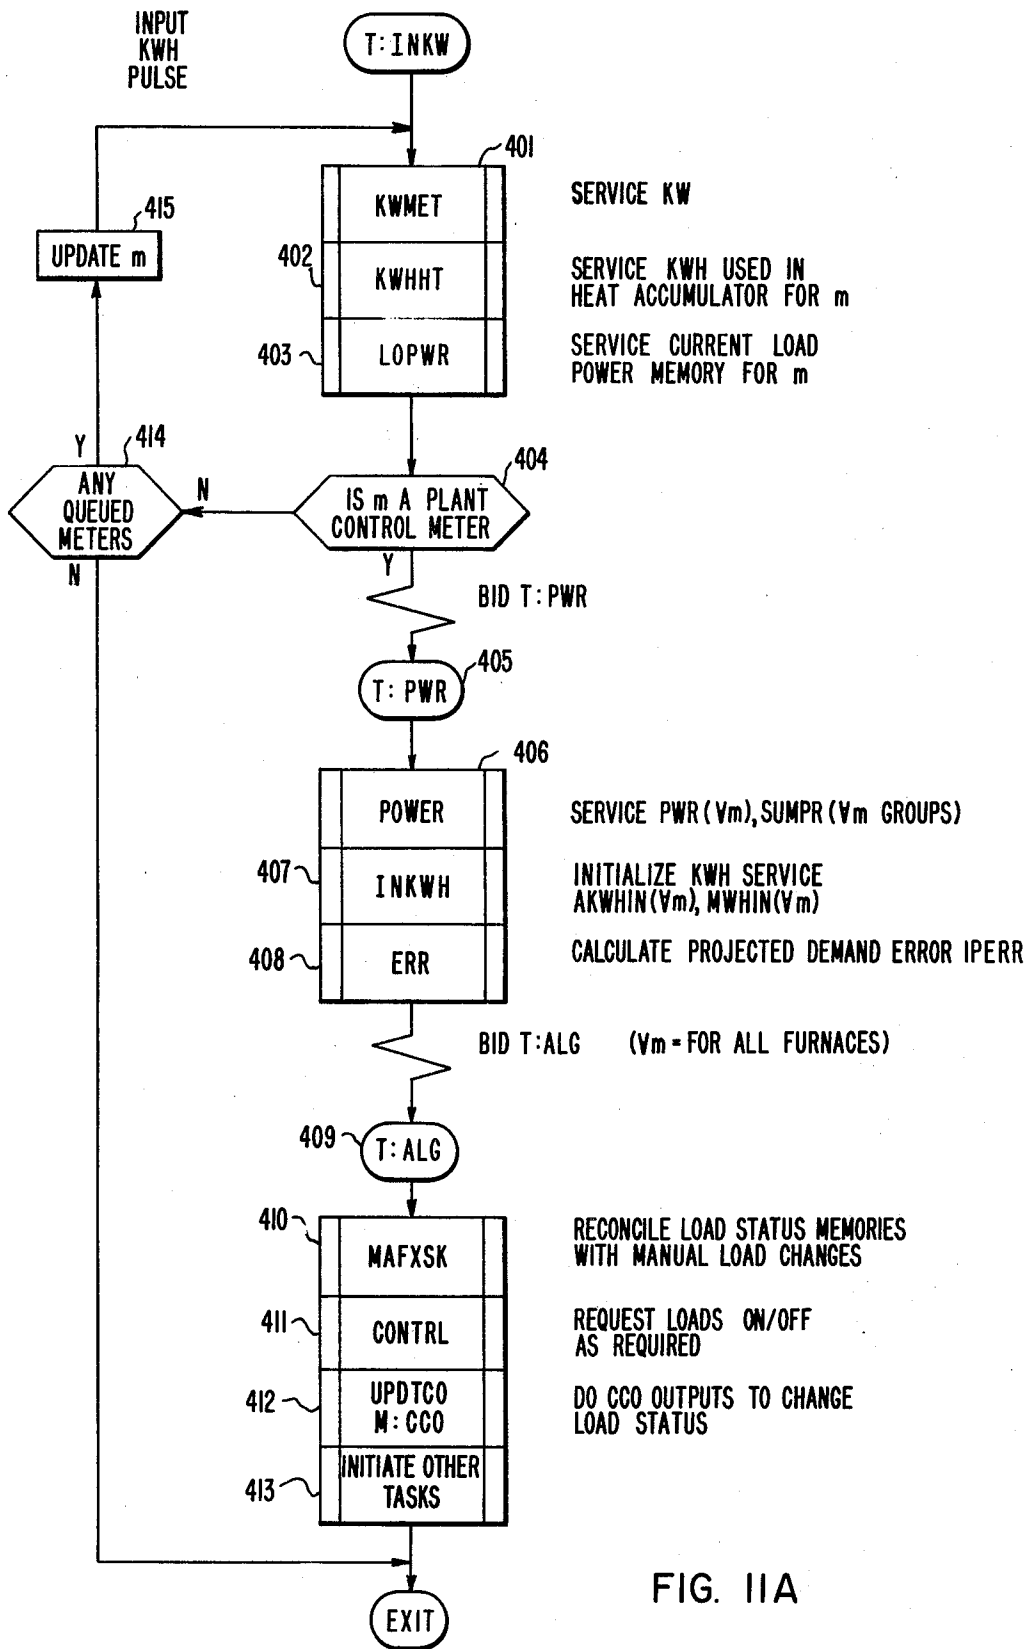 INPUT
KWH
PULSE
T:INKW
401
KWMET
SERVICE KW
415
UPDATE m
402
KWHHT
SERVICE KWH USED IN
HEAT ACCUMULATOR FOR m
403
LOPWR
SERVICE CURRENT LOAD
POWER MEMORY FOR m
Y
414
ANY
QUEUED
METERS
N
N
404
IS m A PLANT
CONTROL METER
Y
BID T:PWR
405
T:PWR
406
POWER
SERVICE PWR(∀m),SUMPR(∀m GROUPS)
407
INKWH
INITIALIZE KWH SERVICE
AKWHIN(∀m), MWHIN(∀m)
408
ERR
CALCULATE PROJECTED DEMAND ERROR IPERR
BID T:ALG (∀m = FOR ALL FURNACES)
409
T:ALG
410
MAFXSK
RECONCILE LOAD STATUS MEMORIES
WITH MANUAL LOAD CHANGES
411
CONTRL
REQUEST LOADS ON/OFF
AS REQUIRED
412
UPDTCO
M:CCO
DO CCO OUTPUTS TO CHANGE
LOAD STATUS
413
INITIATE OTHER
TASKS
EXIT
FIG. 11A